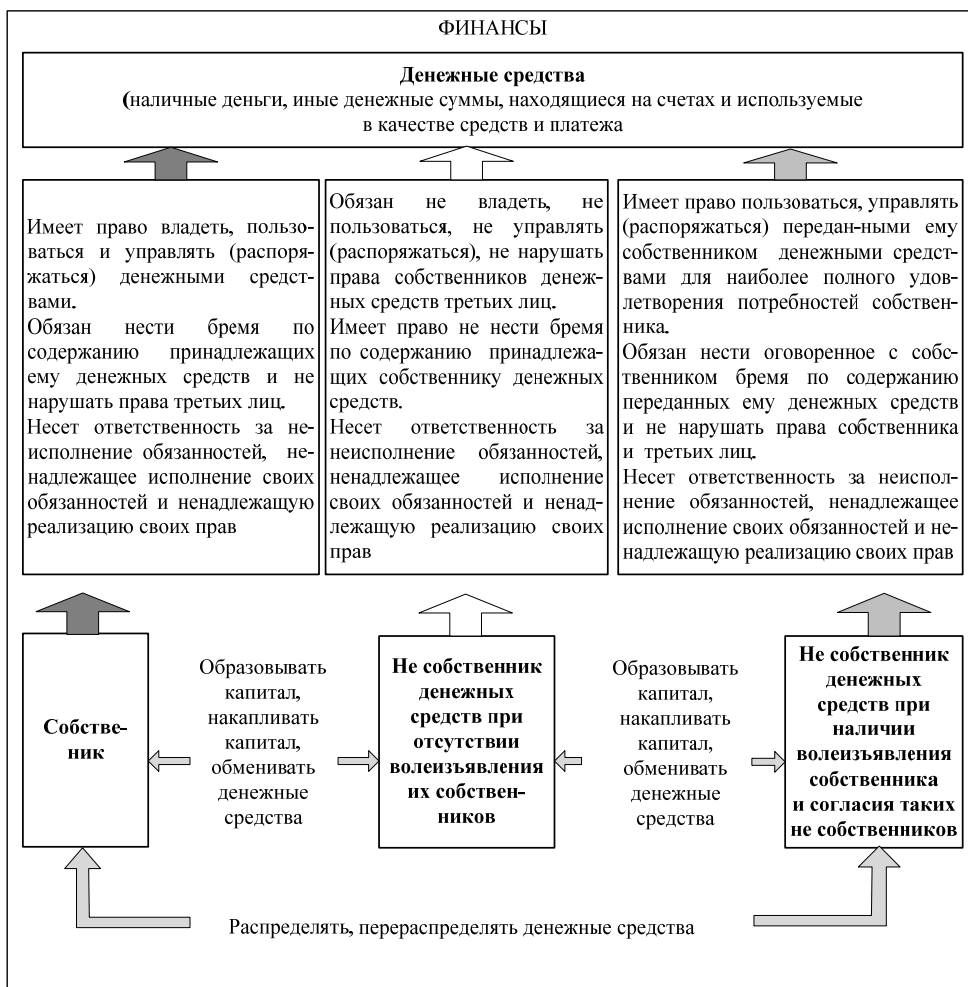 ФИНАНСЫ
Денежные средства
(наличные деньги, иные денежные суммы, находящиеся на счетах и используемые
в качестве средств и платежа
Имеет право владеть, пользо-
ваться и управлять (распоря-
жаться) денежными средст-
вами.
Обязан нести бремя по
содержанию принадлежащих
ему денежных средств и не
нарушать права третьих лиц.
Несет ответственность за не-
исполнение обязанностей, не-
надлежащее исполнение своих
обязанностей и ненадлежащую
реализацию своих прав
Обязан не владеть, не
пользоваться, не управлять
(распоряжаться), не нарушать
права собственников денеж-
ных средств третьих лиц.
Имеет право не нести бремя
по содержанию принадлежа-
щих собственнику денежных
средств.
Несет ответственность за
неисполнение обязанностей,
ненадлежащее исполнение
своих обязанностей и ненад-
лежащую реализацию своих
прав
Имеет право пользоваться, управлять
(распоряжаться) передан-ными ему
собственником денежными средст-
вами для наиболее полного удов-
летворения потребностей собствен-
ника.
Обязан нести оговоренное с собст-
венником бремя по содержанию
переданных ему денежных средств
и не нарушать права собственника
и третьих лиц.
Несет ответственность за неиспол-
нение обязанностей, ненадлежащее
исполнение своих обязанностей и не-
надлежащую реализацию своих прав
Собстве-
ник
Образовывать
капитал,
накапливать
капитал,
обменивать
денежные
средства
Не собственник
денежных
средств при
отсутствии
волеизъявления
их собствен-
ников
Образовывать
капитал,
накапливать
капитал,
обменивать
денежные
средства
Не собственник
денежных
средств при
наличии
волеизъявления
собственника
и согласия таких
не собственников
Распределять, перераспределять денежные средства